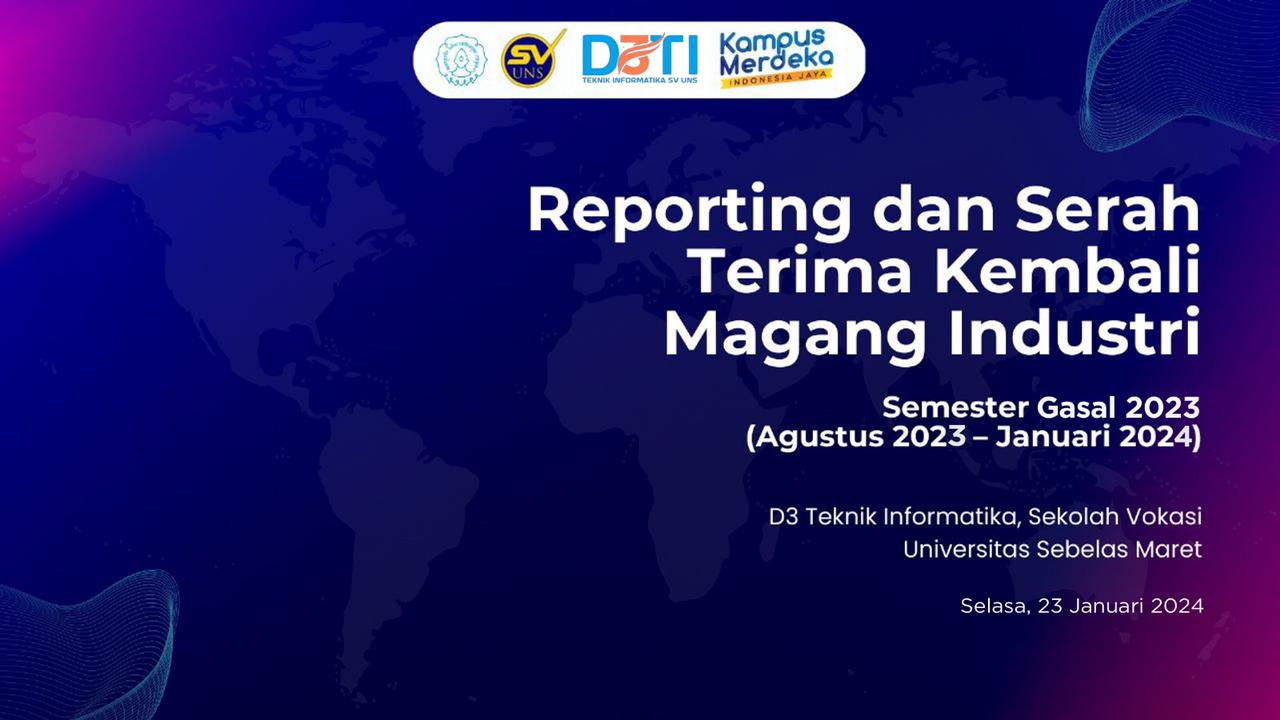 SV
UNS
D3TI
TEKNIK INFORMATIKA SV UNS
Kampus
Merdeka
INDONESIA JAYA
Reporting dan Serah
Terima Kembali
Magang Industri
Semester Gasal 2023
(Agustus 2023 – Januari 2024)
D3 Teknik Informatika, Sekolah Vokasi
Universitas Sebelas Maret
Selasa, 23 Januari 2024